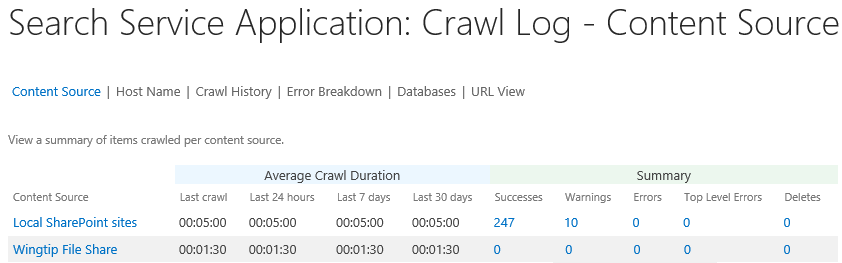 Search Service Application: Crawl Log - Content Source
Content Source | Host Name | Crawl History | Error Breakdown | Databases | URL View
View a summary of items crawled per content source.
Average Crawl Duration Summary
Content Source Last crawl Last 24 hours Last 7 days Last 30 days Successes Warnings Errors Top Level Errors Deletes
Local SharePoint sites 00:05:00 00:05:00 00:05:00 00:05:00 247 10 0 0 0
Wingtip File Share 00:01:30 00:01:30 00:01:30 00:01:30 0 0 0 0 0